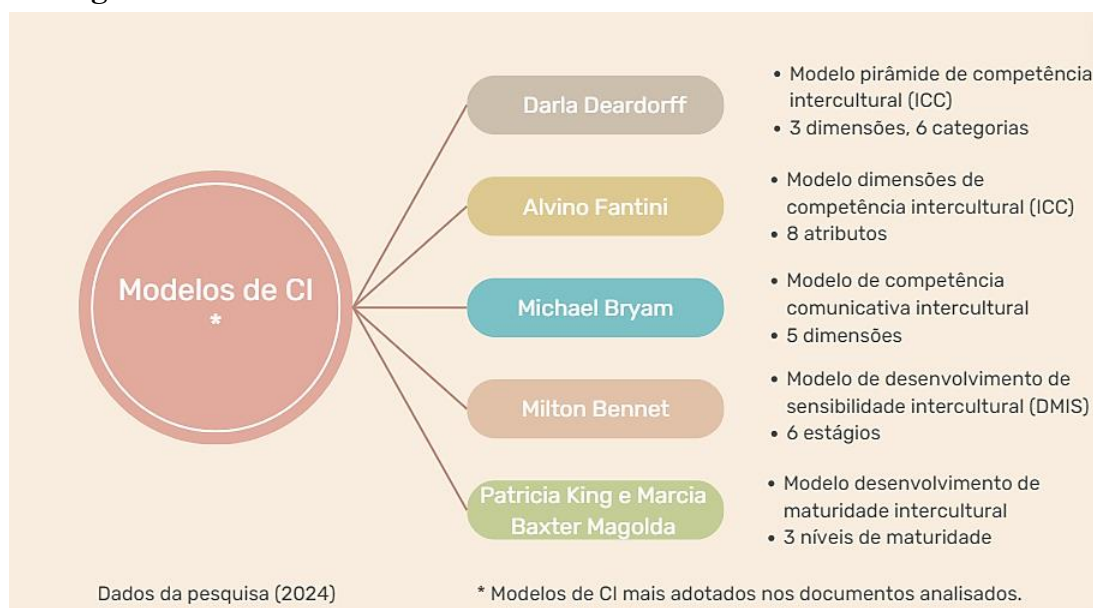 Modelos de CI
*
Darla Deardorff
• Modelo pirâmide de competência
intercultural (ICC)
• 3 dimensões, 6 categorias
Alvino Fantini
• Modelo dimensões de
competência intercultural (ICC)
• 8 atributos
Michael Bryam
• Modelo de competência
comunicativa intercultural
• 5 dimensões
Milton Bennet
• Modelo de desenvolvimento de
sensibilidade intercultural (DMIS)
• 6 estágios
Patricia King e Marcia
Baxter Magolda
• Modelo desenvolvimento de
maturidade intercultural
• 3 níveis de maturidade
Dados da pesquisa (2024)
* Modelos de CI mais adotados nos documentos analisados.